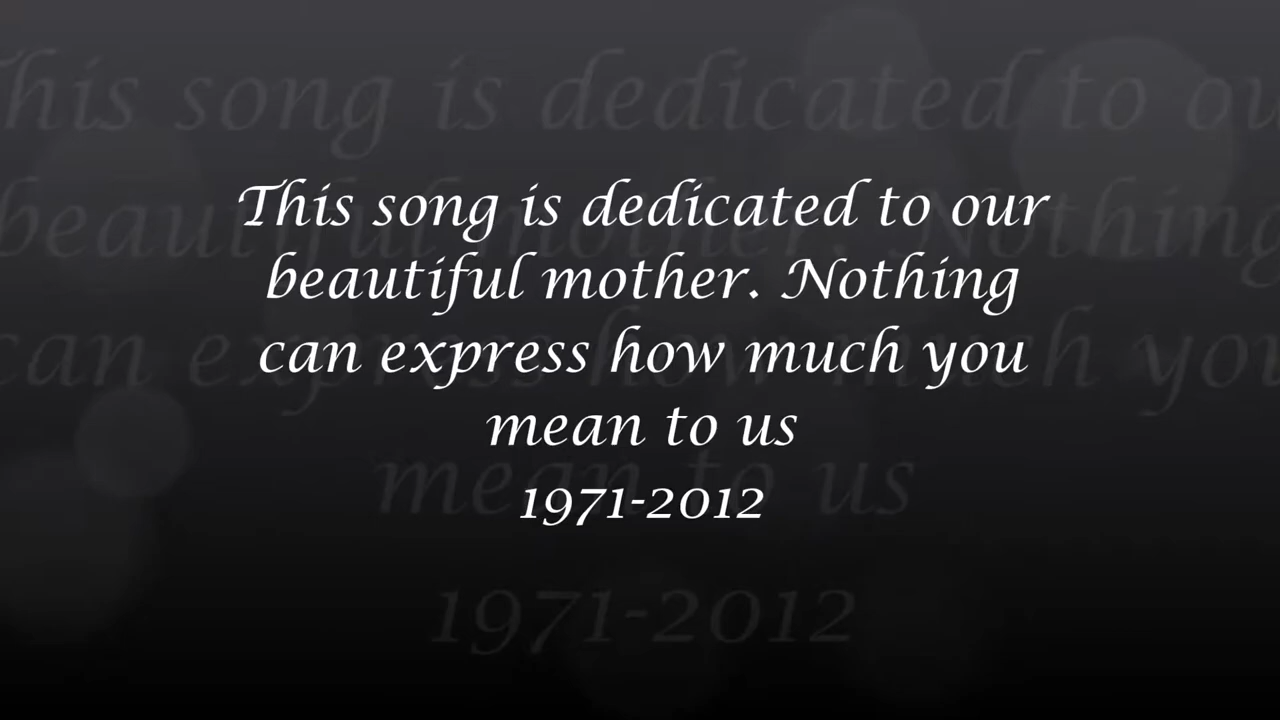 This song is dedicated to our
beautiful mother. Nothing
can express how much you
mean to us
1971-2012